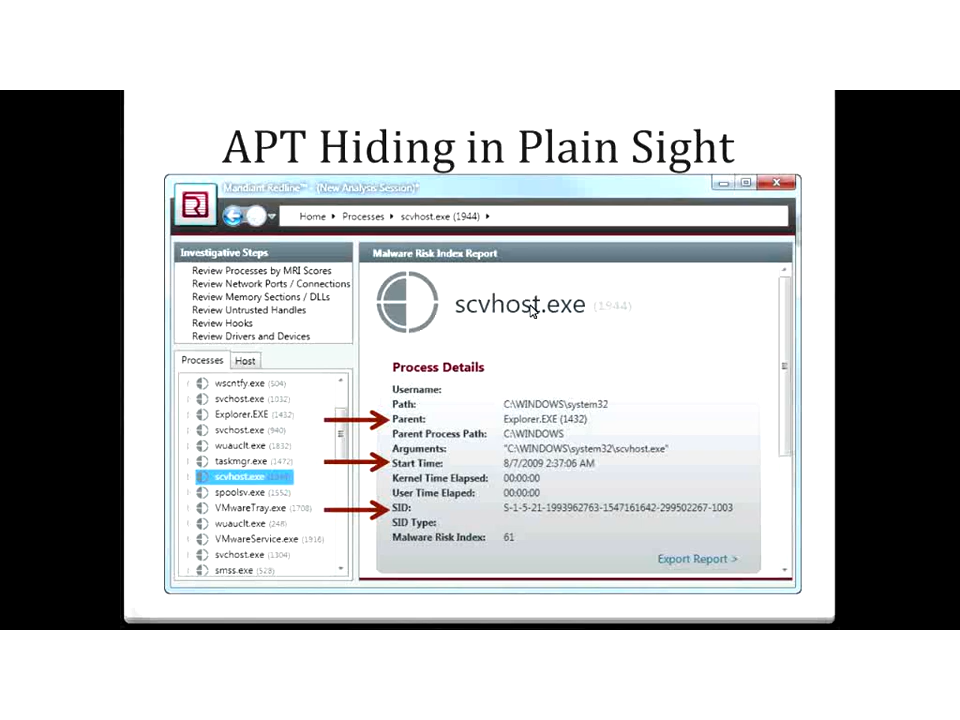 APT Hiding in Plain Sight
Mandiant Redline™ - (New Analysis Session)*
Home ▸ Processes ▸ scvhost.exe (1944) ▸
Investigative Steps
Review Processes by MRI Scores
Review Network Ports / Connections
Review Memory Sections / DLLs
Review Untrusted Handles
Review Hooks
Review Drivers and Devices
Processes Host
wscntfy.exe (504)
svchost.exe (1032)
Explorer.EXE (1432)
svchost.exe (940)
wuauclt.exe (1832)
taskmgr.exe (1472)
scvhost.exe (1944)
spoolsv.exe (1552)
VMwareTray.exe (1708)
wuauclt.exe (248)
VMwareService.exe (1916)
svchost.exe (1304)
smss.exe (528)
Malware Risk Index Report
scvhost.exe (1944)
Process Details
Username:
Path: C:\WINDOWS\system32
Parent: Explorer.EXE (1432)
Parent Process Path: C:\WINDOWS
Arguments: "C:\WINDOWS\system32\scvhost.exe"
Start Time: 8/7/2009 2:37:06 AM
Kernel Time Elapsed: 00:00:00
User Time Elaped: 00:00:00
SID: S-1-5-21-1993962763-1547161642-299502267-1003
SID Type:
Malware Risk Index: 61
Export Report >